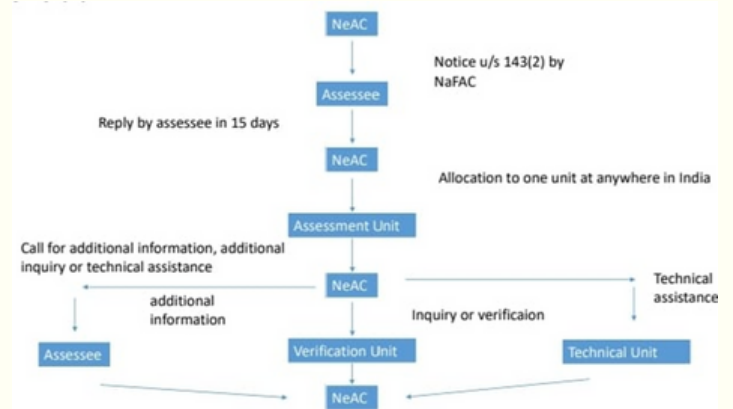 NeAC
Notice u/s 143(2) by
NaFAC
Assessee
Reply by assessee in 15 days
NeAC
Allocation to one unit at anywhere in India
Assessment Unit
Call for additional information, additional
inquiry or technical assistance
NeAC
Technical
assistance
additional
information
Inquiry or verificaion
Assessee
Verification Unit
Technical Unit
NeAC